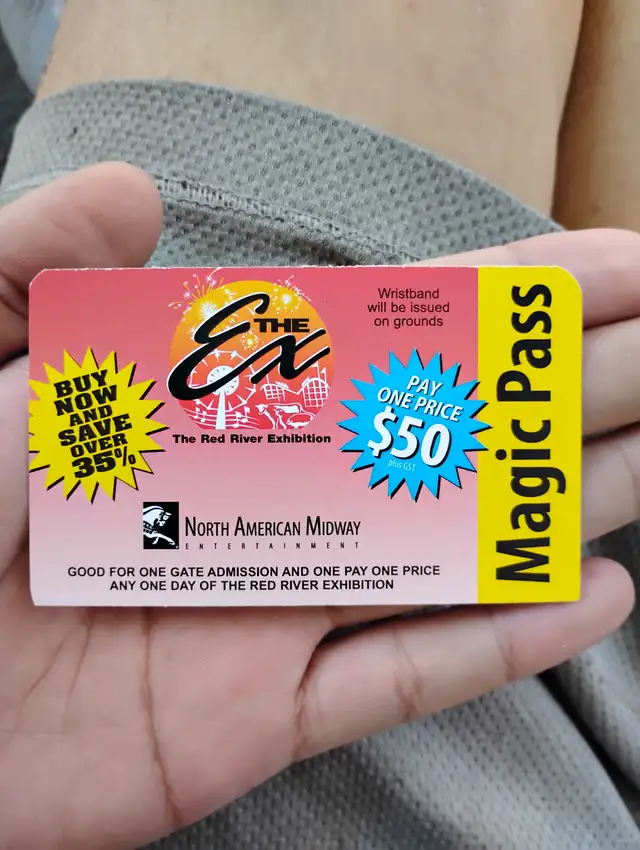 BUY
NOW
AND
SAVE
OVER
35%
THE
Ex
The Red River Exhibition
Wristband
will be issued
on grounds
PAY
ONE PRICE
$50
plus GST
NORTH AMERICAN MIDWAY
ENTERTAINMENT
GOOD FOR ONE GATE ADMISSION AND ONE PAY ONE PRICE
ANY ONE DAY OF THE RED RIVER EXHIBITION
Magic Pass